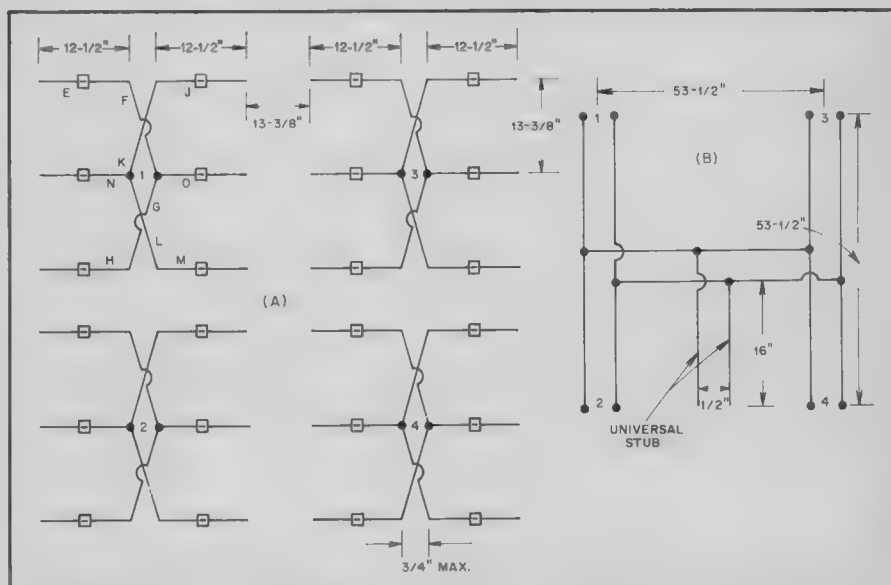 12-1/2" 12-1/2" 12-1/2" 12-1/2"
E F J
13-3/8"
13-3/8"
K
N 1 O
G
L
H M
3
(A)
2
4
3/4" MAX.
53-1/2"
1 3
(B)
53-1/2"
16"
1/2"
2 4
UNIVERSAL
STUB